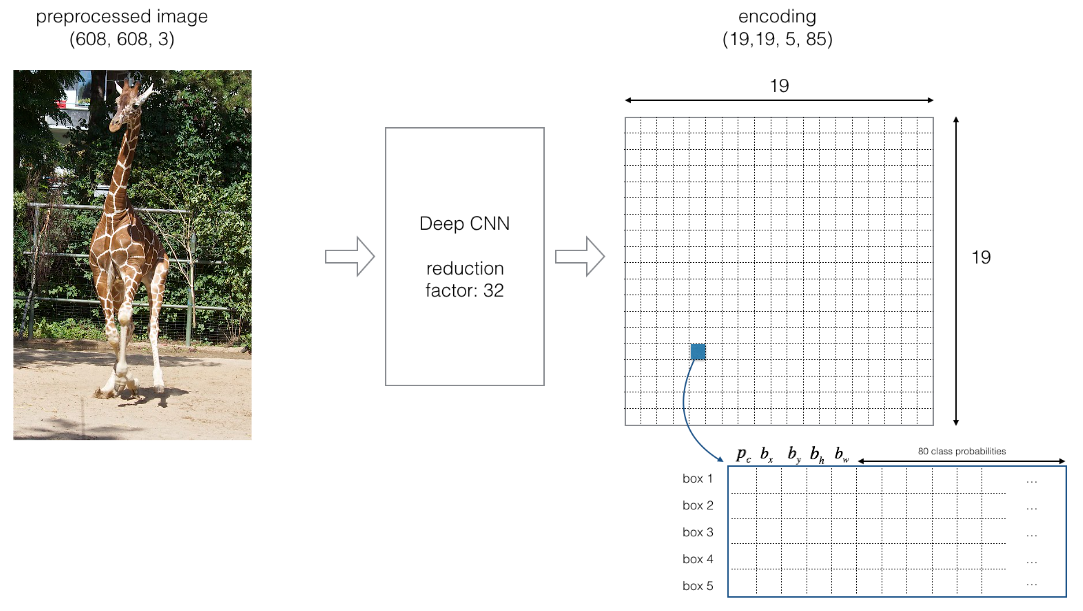 preprocessed image
(608, 608, 3)
encoding
(19,19, 5, 85)
19
Deep CNN
reduction
factor: 32
19
p_c b_x b_y b_h b_w 80 class probabilities
box 1 ...
box 2 ...
box 3 ...
box 4 ...
box 5 ...